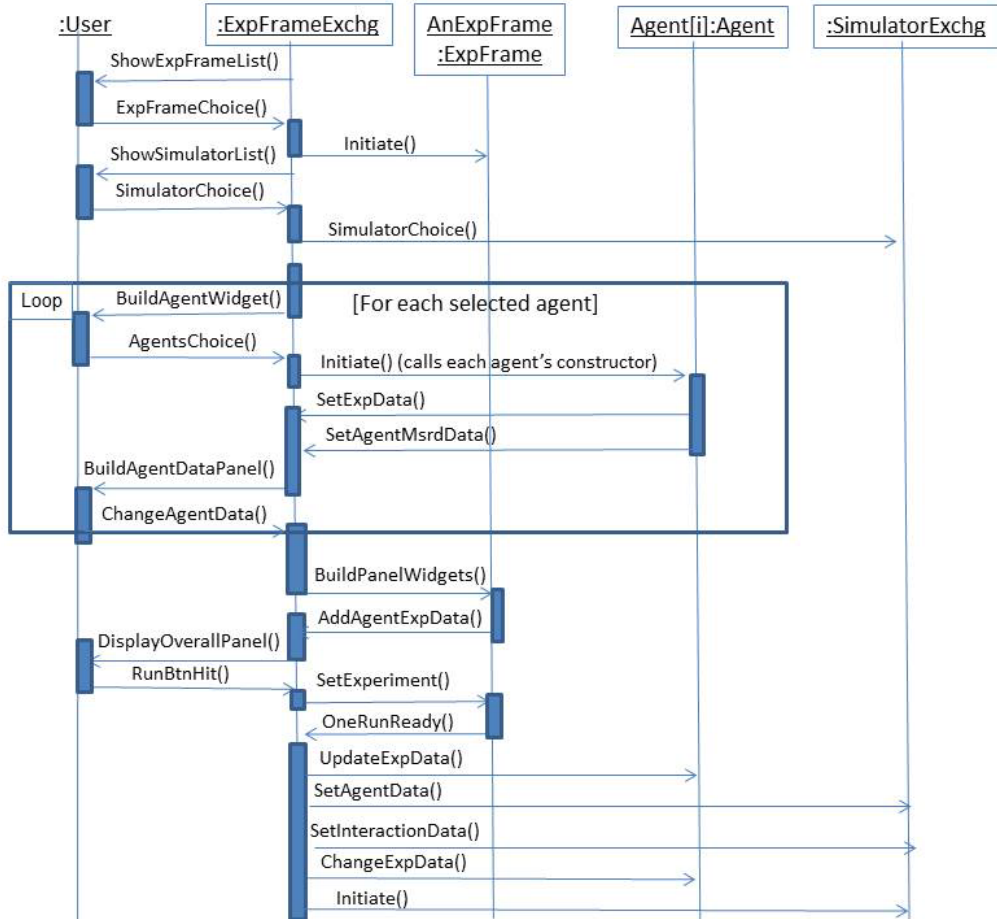 :User
:ExpFrameExchg
AnExpFrame
:ExpFrame
Agent[i]:Agent
:SimulatorExchg
ShowExpFrameList()
ExpFrameChoice()
Initiate()
ShowSimulatorList()
SimulatorChoice()
SimulatorChoice()
Loop
BuildAgentWidget()
[For each selected agent]
AgentsChoice()
Initiate() (calls each agent's constructor)
SetExpData()
SetAgentMsrdData()
BuildAgentDataPanel()
ChangeAgentData()
BuildPanelWidgets()
AddAgentExpData()
DisplayOverallPanel()
RunBtnHit()
SetExperiment()
OneRunReady()
UpdateExpData()
SetAgentData()
SetInteractionData()
ChangeExpData()
Initiate()